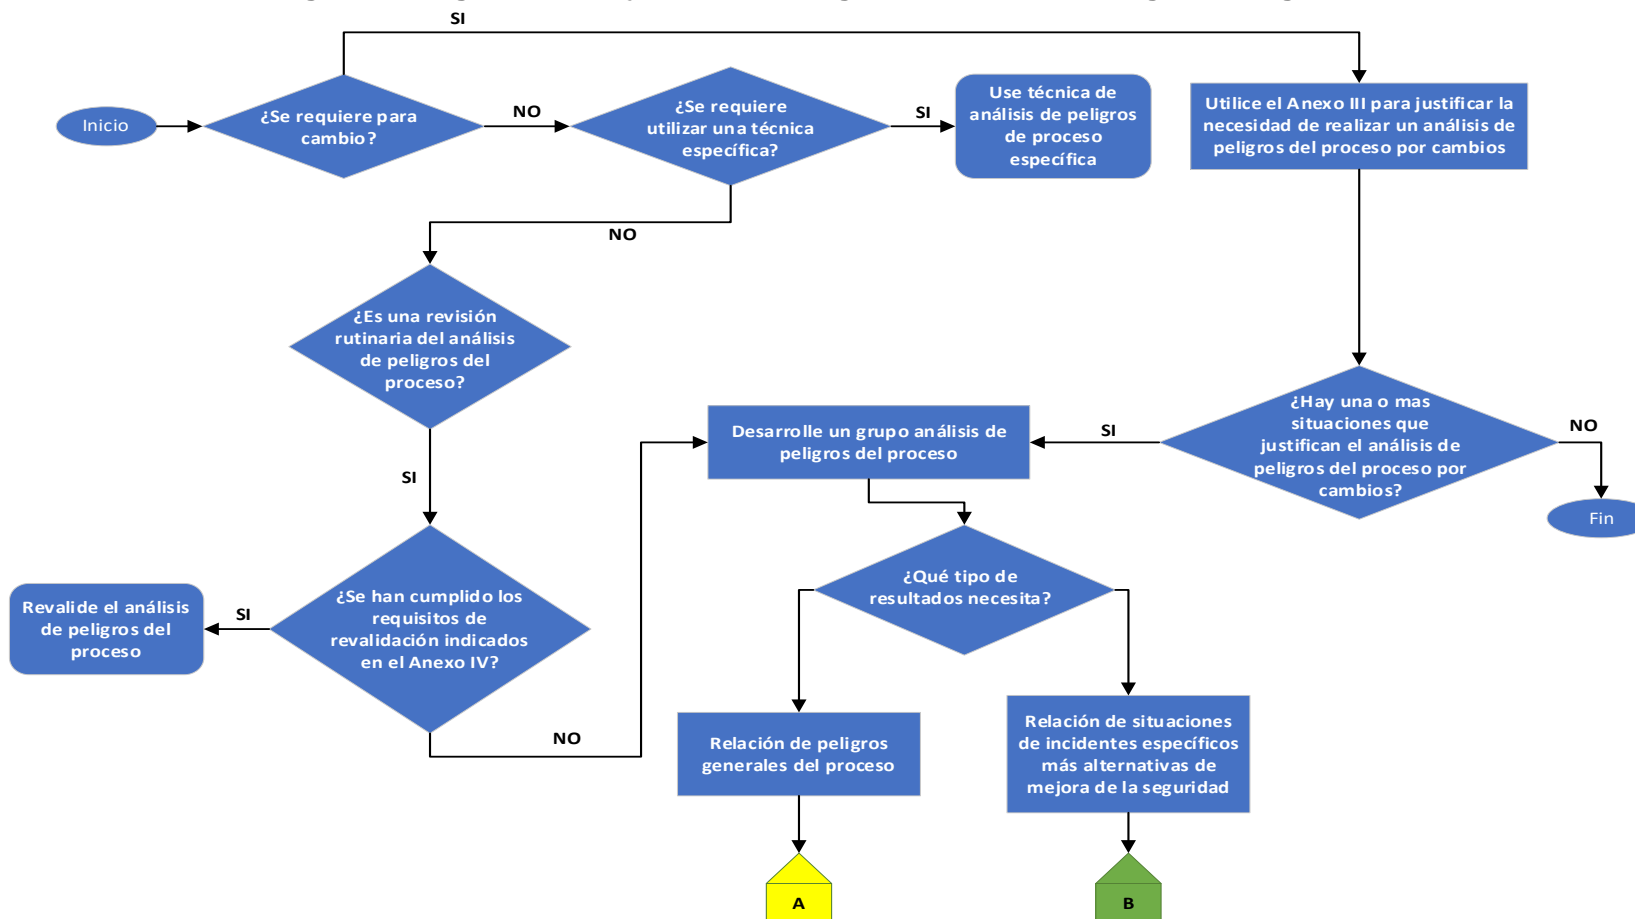 SI
Inicio
¿Se requiere para
cambio?
NO
¿Se requiere
utilizar una técnica
específica?
SI
Use técnica de
análisis de peligros
de proceso
específica
Utilice el Anexo III para justificar la
necesidad de realizar un análisis de
peligros del proceso por cambios
NO
¿Es una revisión
rutinaria del análisis
de peligros del
proceso?
SI
Desarrolle un grupo análisis de
peligros del proceso
SI
¿Hay una o mas
situaciones que
justifican el análisis de
peligros del proceso por
cambios?
NO
Fin
¿Se han cumplido los
requisitos de
revalidación indicados
en el Anexo IV?
SI
Revalide el análisis
de peligros del
proceso
NO
¿Qué tipo de
resultados necesita?
Relación de peligros
generales del proceso
Relación de situaciones
de incidentes específicos
más alternativas de
mejora de la seguridad
A
B